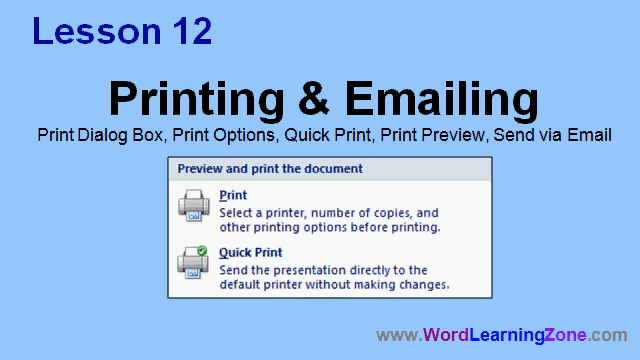 Lesson 12
Printing & Emailing
Print Dialog Box, Print Options, Quick Print, Print Preview, Send via Email
Preview and print the document
Print
Select a printer, number of copies, and
other printing options before printing.
Quick Print
Send the presentation directly to the
default printer without making changes.
www.WordLearningZone.com